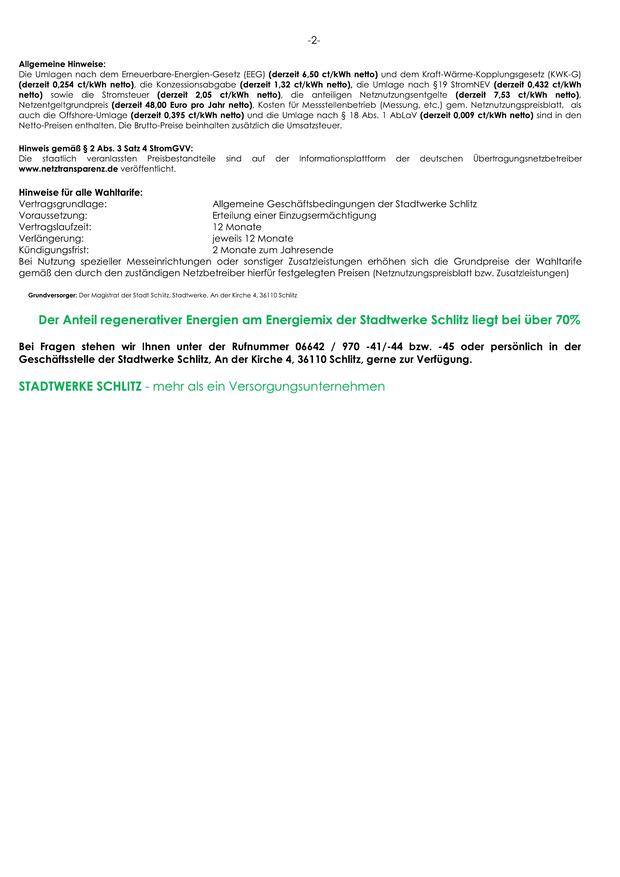 -2-
Allgemeine Hinweise:
Die Umlagen nach dem Erneuerbare-Energien-Gesetz (EEG) (derzeit 6,50 ct/kWh netto) und dem Kraft-Wärme-Kopplungsgesetz (KWK-G)
(derzeit 0,254 ct/kWh netto), die Konzessionsabgabe (derzeit 1,32 ct/kWh netto), die Umlage nach §19 StromNEV (derzeit 0,432 ct/kWh
netto) sowie die Stromsteuer (derzeit 2,05 ct/kWh netto), die anteiligen Netznutzungsentgelte (derzeit 7,53 ct/kWh netto),
Netzentgeltgrundpreis (derzeit 48,00 Euro pro Jahr netto), Kosten für Messstellenbetrieb (Messung, etc.) gem. Netznutzungspreisblatt, als
auch die Offshore-Umlage (derzeit 0,395 ct/kWh netto) und die Umlage nach § 18 Abs. 1 AbLaV (derzeit 0,009 ct/kWh netto) sind in den
Netto-Preisen enthalten. Die Brutto-Preise beinhalten zusätzlich die Umsatzsteuer.
Hinweis gemäß § 2 Abs. 3 Satz 4 StromGVV:
Die staatlich veranlassten Preisbestandteile sind auf der Informationsplattform der deutschen Übertragungsnetzbetreiber
www.netztransparenz.de veröffentlicht.
Hinweise für alle Wahltarife:
Vertragsgrundlage: Allgemeine Geschäftsbedingungen der Stadtwerke Schlitz
Voraussetzung: Erteilung einer Einzugsermächtigung
Vertragslaufzeit: 12 Monate
Verlängerung: jeweils 12 Monate
Kündigungsfrist: 2 Monate zum Jahresende
Bei Nutzung spezieller Messeinrichtungen oder sonstiger Zusatzleistungen erhöhen sich die Grundpreise der Wahltarife
gemäß den durch den zuständigen Netzbetreiber hierfür festgelegten Preisen (Netznutzungspreisblatt bzw. Zusatzleistungen)
Grundversorger: Der Magistrat der Stadt Schlitz, Stadtwerke, An der Kirche 4, 36110 Schlitz
Der Anteil regenerativer Energien am Energiemix der Stadtwerke Schlitz liegt bei über 70%
Bei Fragen stehen wir Ihnen unter der Rufnummer 06642 / 970 -41/-44 bzw. -45 oder persönlich in der
Geschäftsstelle der Stadtwerke Schlitz, An der Kirche 4, 36110 Schlitz, gerne zur Verfügung.
STADTWERKE SCHLITZ - mehr als ein Versorgungsunternehmen